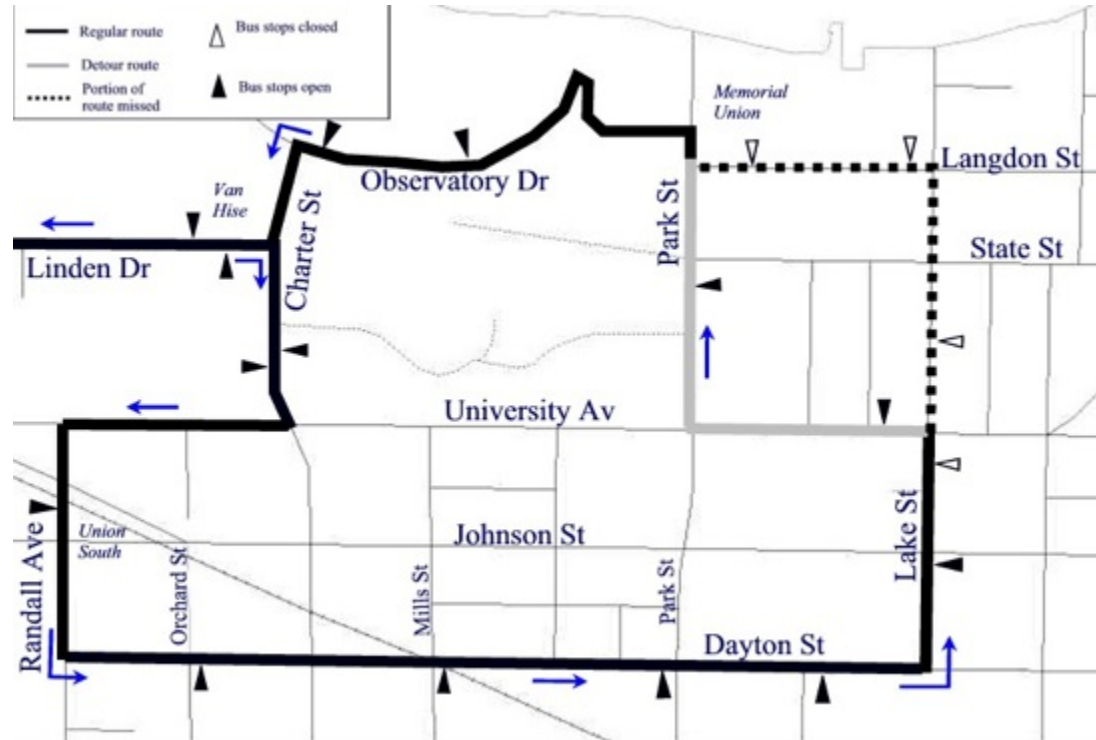 Regular route
Bus stops closed
Detour route
Portion of
route missed
Bus stops open
Memorial
Union
Langdon St
Observatory Dr
Van
Hise
Park St
State St
Linden Dr
Charter St
University Av
Union
South
Johnson St
Lake St
Randall Ave
Orchard St
Mills St
Park St
Dayton St